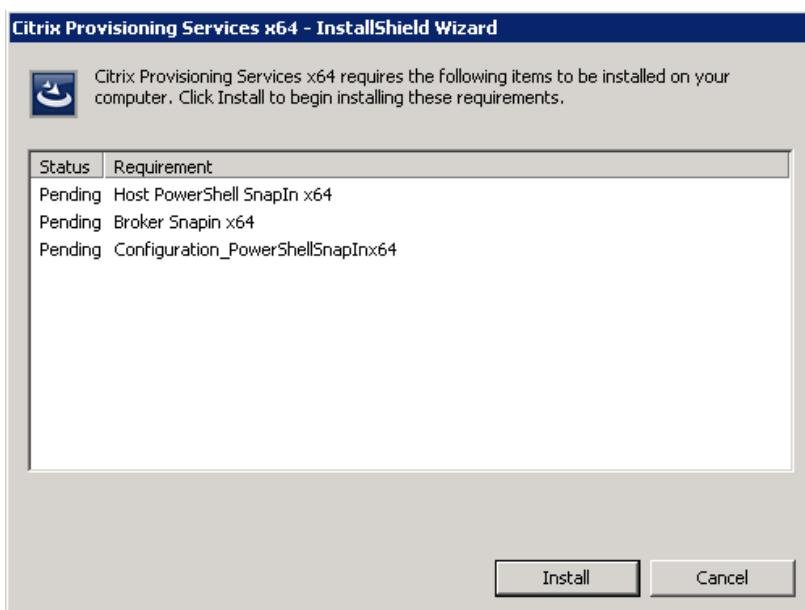 Citrix Provisioning Services x64 - InstallShield Wizard
Citrix Provisioning Services x64 requires the following items to be installed on your
computer. Click Install to begin installing these requirements.
Status Requirement
Pending Host PowerShell SnapIn x64
Pending Broker Snapin x64
Pending Configuration_PowerShellSnapInx64
Install Cancel